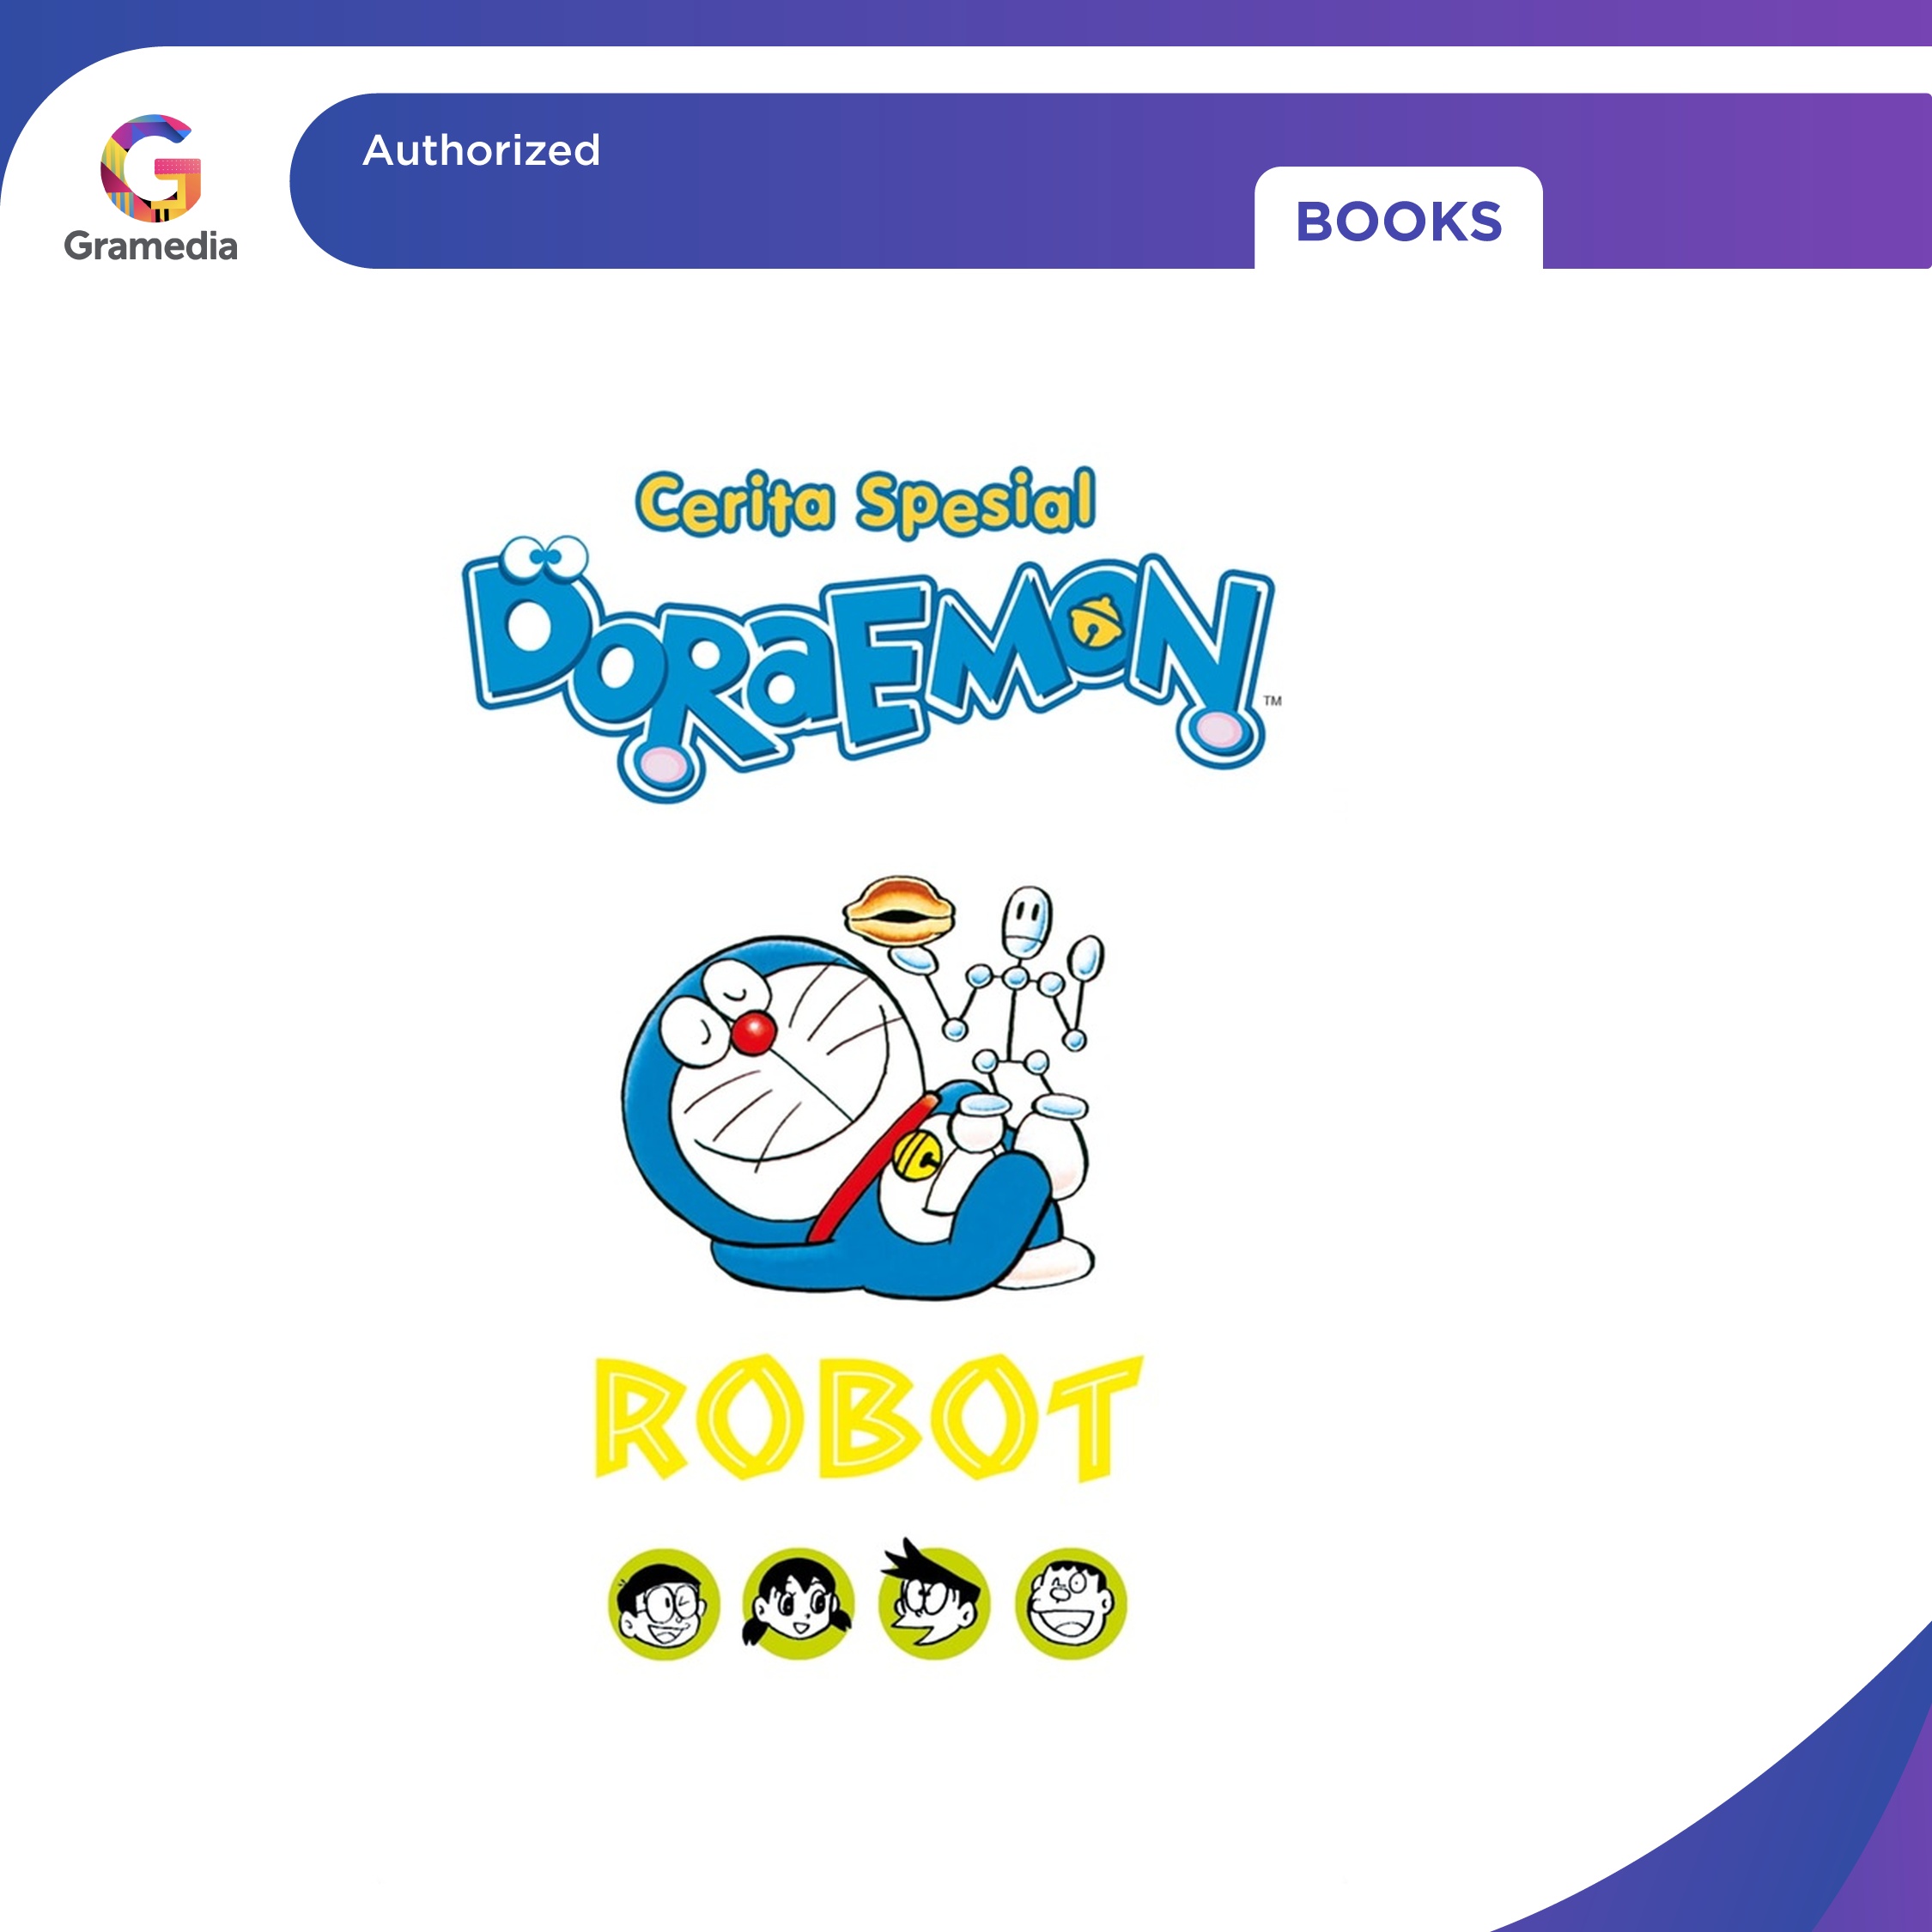 Gramedia
Authorized
BOOKS
Cerita Spesial
DORaEMON
TM
ROBOT